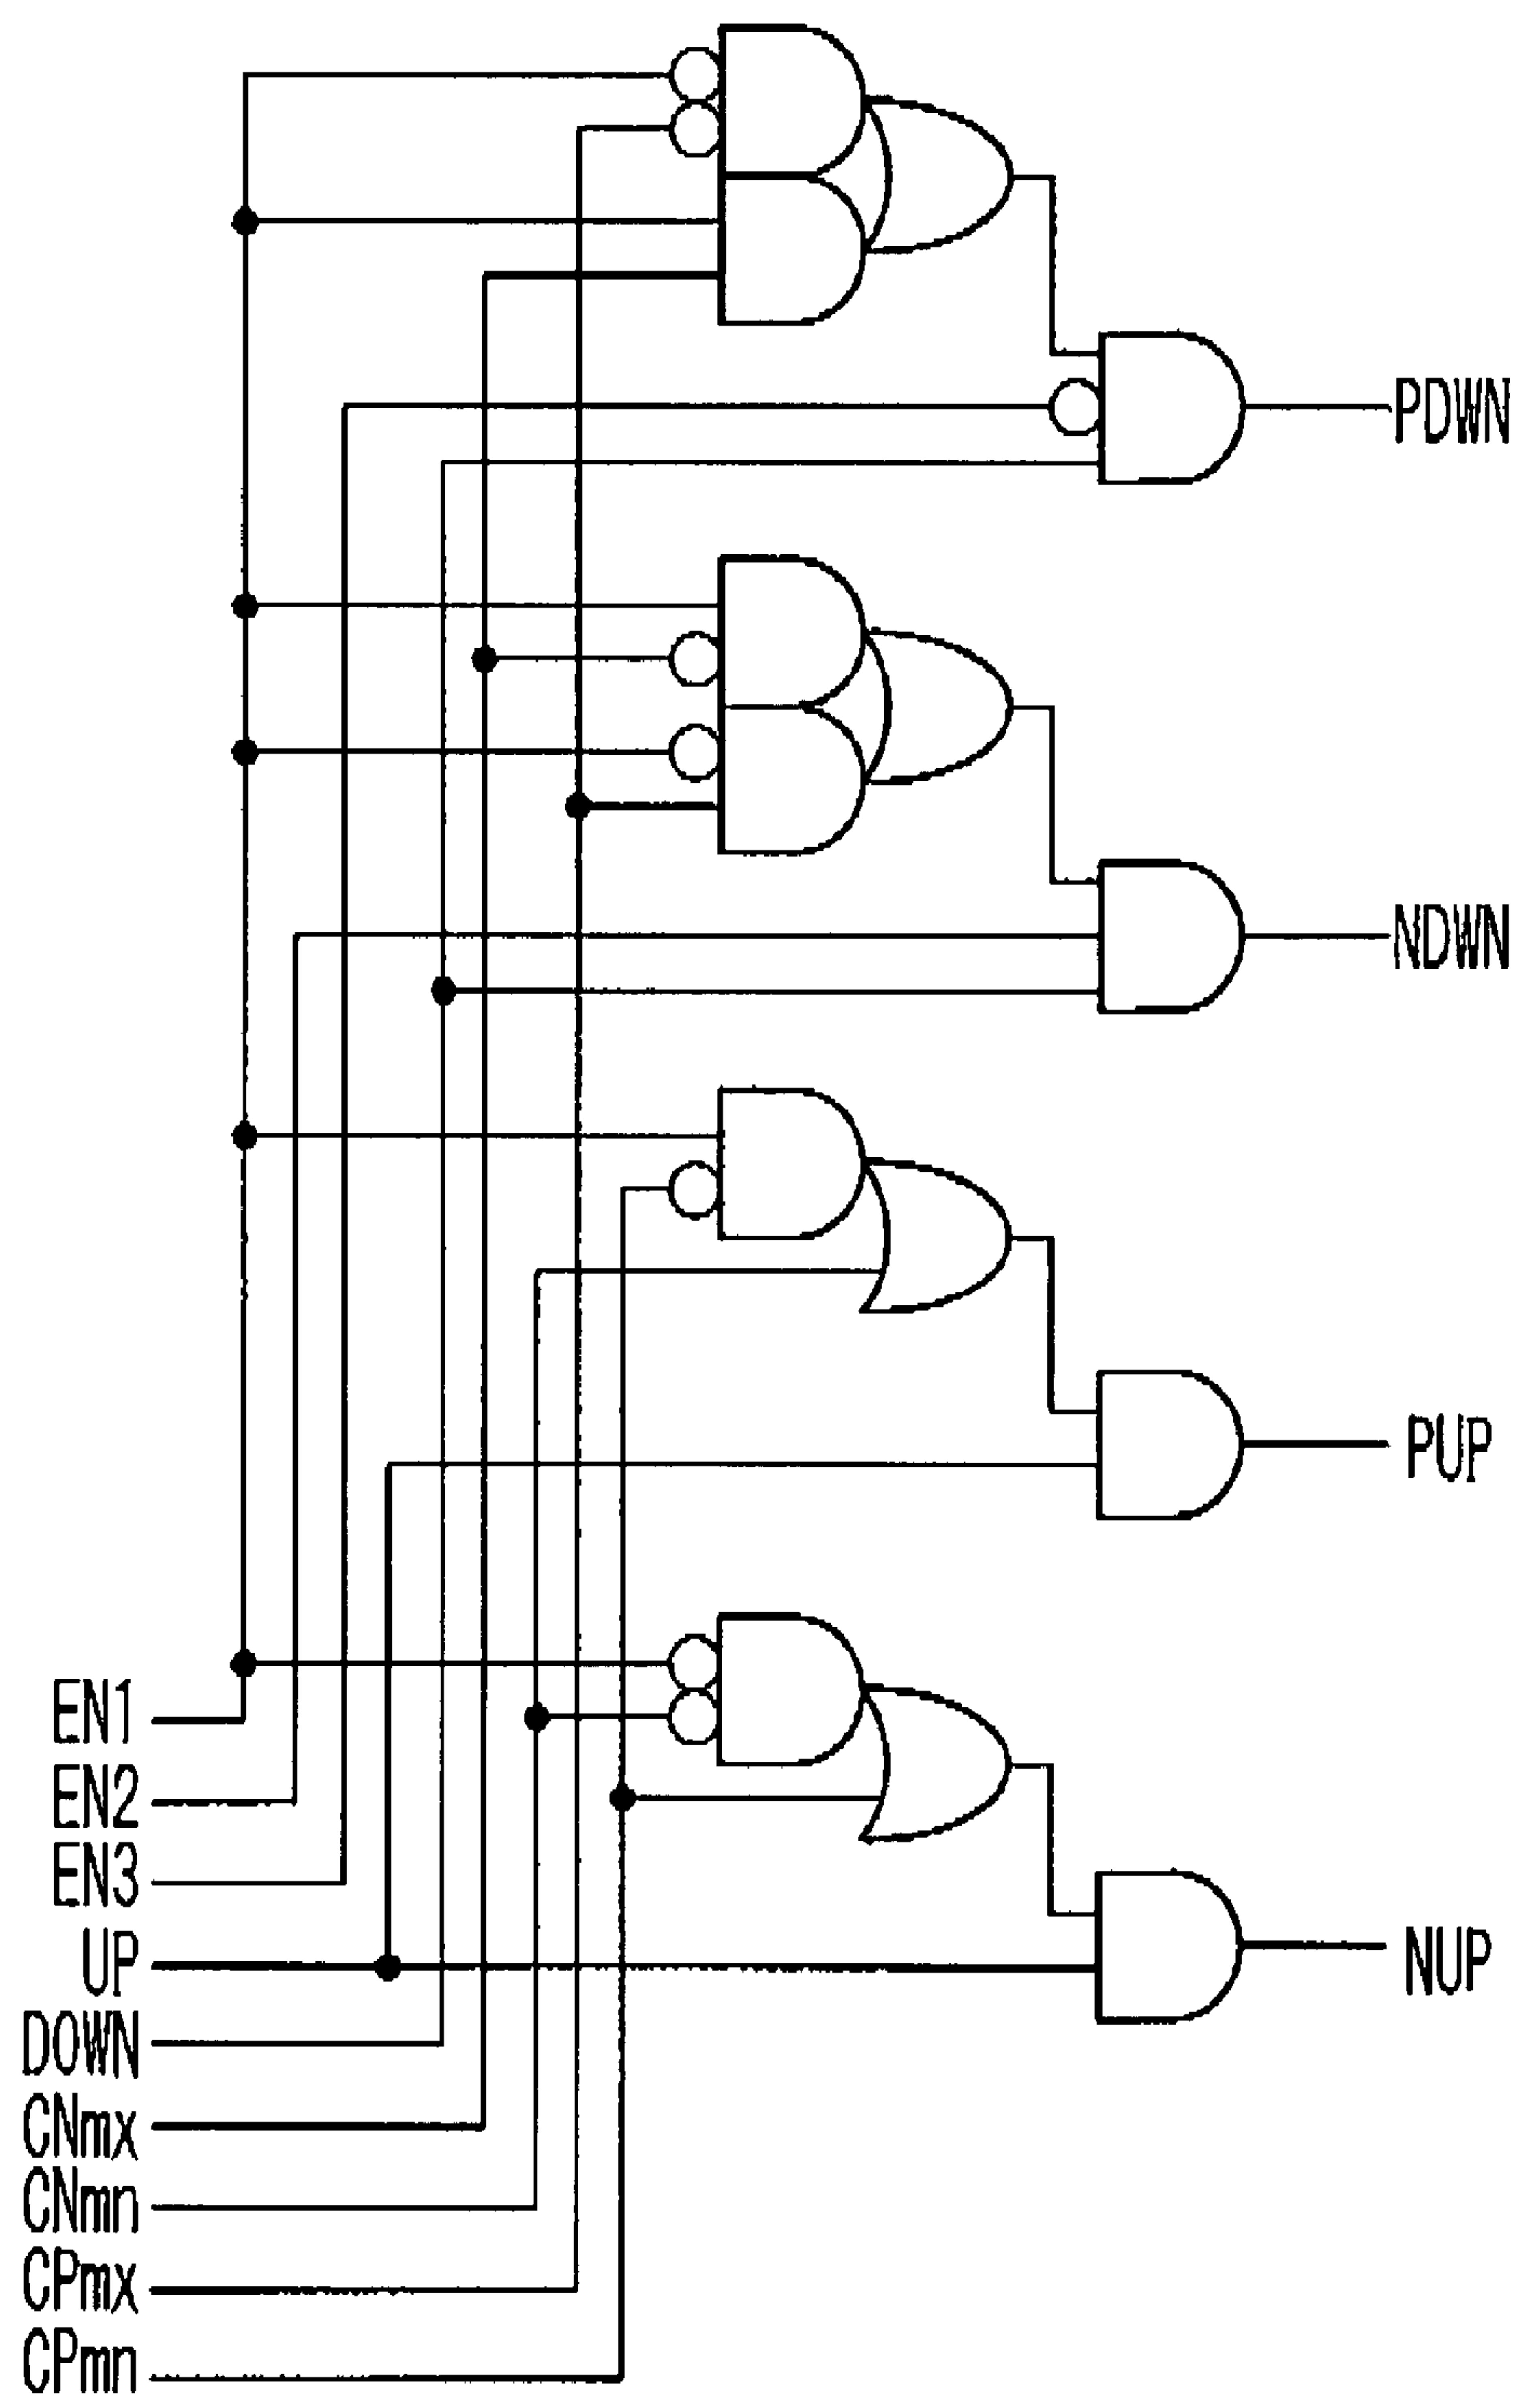 PDWN
NDWN
PUP
EN1
EN2
EN3
UP
NUP
DOWN
CNmx
CNmn
CPmx
CPmn